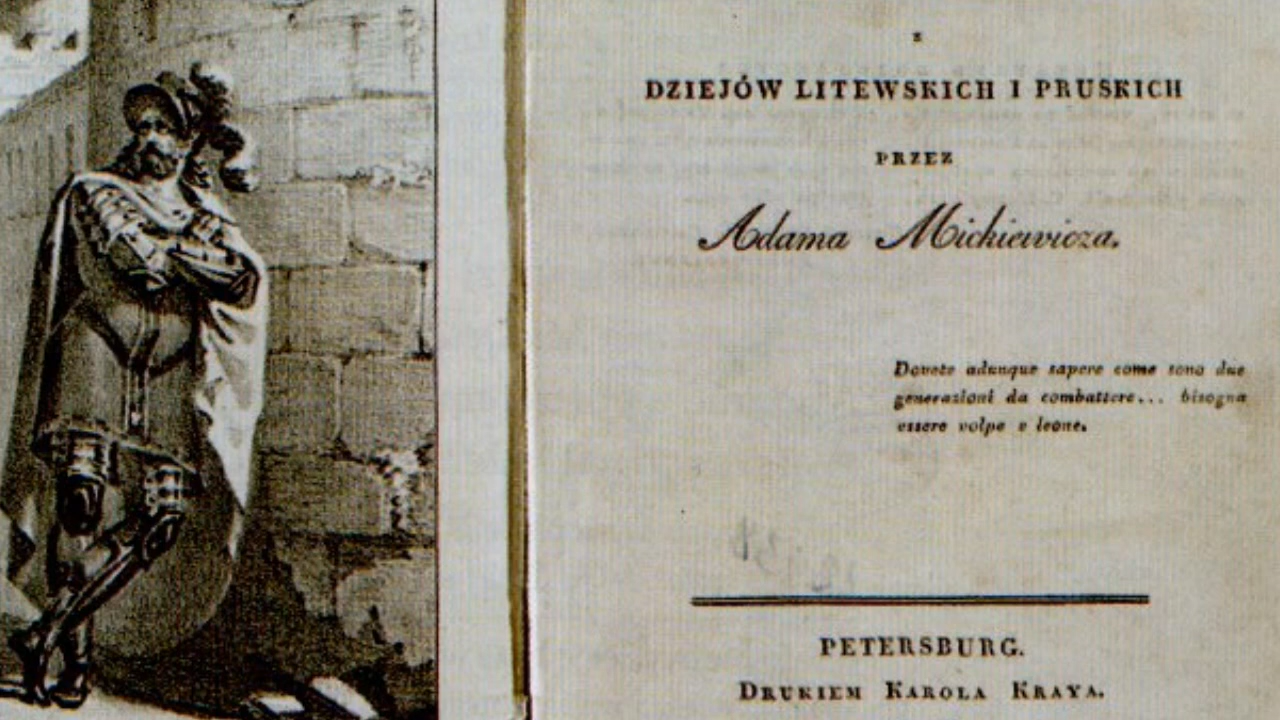 z
DZIEJÓW LITEWSKICH I PRUSKICH
PRZEZ
Adama Mickiewicza.
Dovete adunque sapere come sono due
generazioni da combattere... bisogna
essere volpe e leone.
PETERSBURG.
DRUKIEM KAROLA KRAYA.